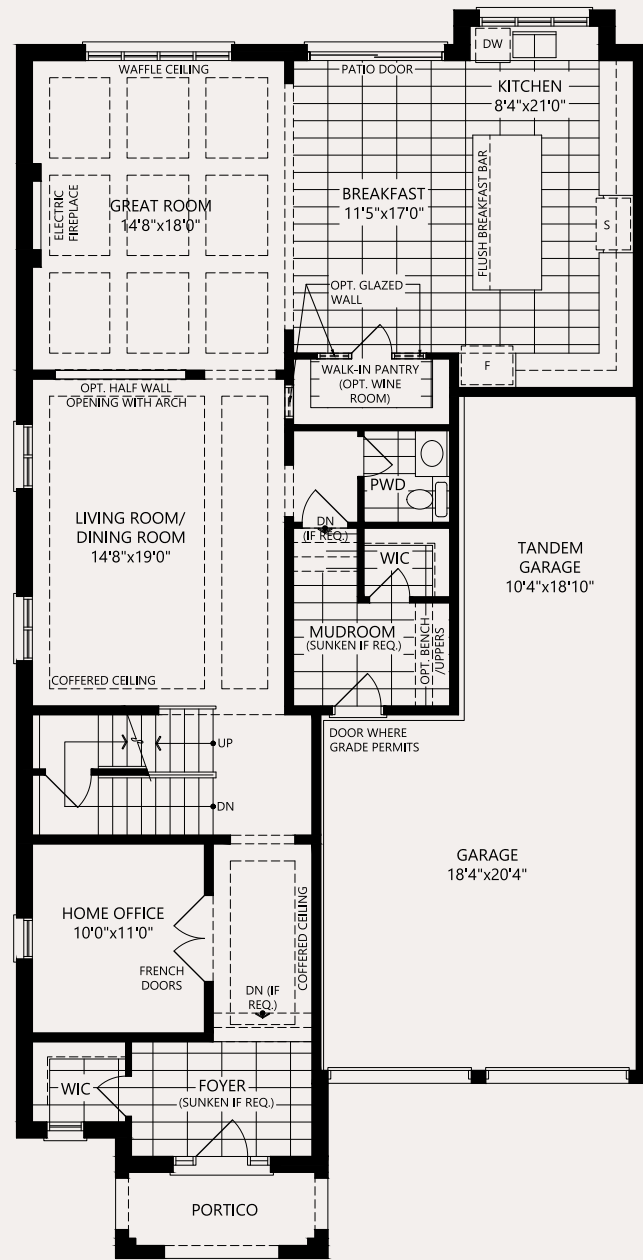 DW
WAFFLE CEILING
PATIO DOOR
KITCHEN
8'4"x21'0"
ELECTRIC
FIREPLACE
GREAT ROOM
14'8"x18'0"
BREAKFAST
11'5"x17'0"
FLUSH BREAKFAST BAR
S
OPT. GLAZED
WALL
WALK-IN PANTRY
(OPT. WINE
ROOM)
F
OPT. HALF WALL
OPENING WITH ARCH
PWD
LIVING ROOM/
DINING ROOM
14'8"x19'0"
DN
(IF REQ.)
WIC
TANDEM
GARAGE
10'4"x18'10"
MUDROOM
(SUNKEN IF REQ.)
OPT. BENCH
/UPPERS
COFFERED CEILING
DOOR WHERE
GRADE PERMITS
UP
DN
GARAGE
18'4"x20'4"
HOME OFFICE
10'0"x11'0"
FRENCH
DOORS
COFFERED CEILING
DN (IF
REQ.)
WIC
FOYER
(SUNKEN IF REQ.)
PORTICO